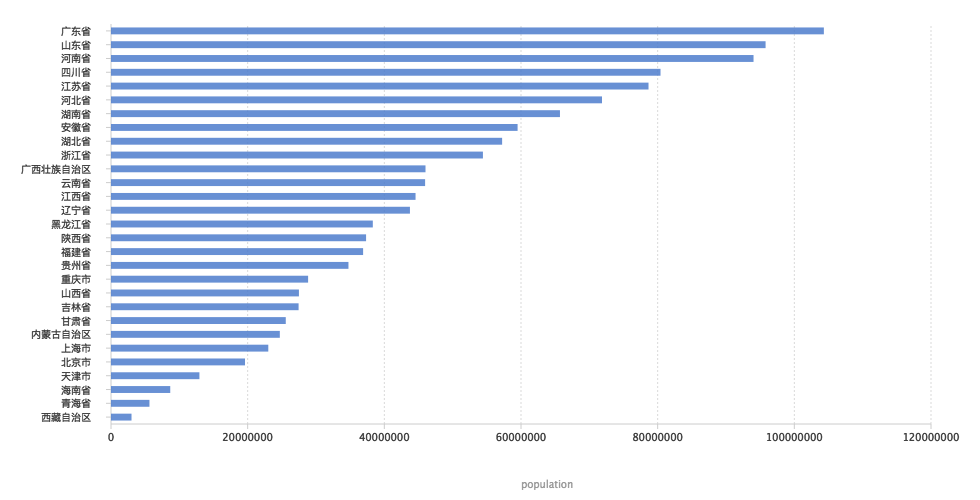 广东省
山东省
河南省
四川省
江苏省
河北省
湖南省
安徽省
湖北省
浙江省
广西壮族自治区
云南省
江西省
辽宁省
黑龙江省
陕西省
福建省
贵州省
重庆市
山西省
吉林省
甘肃省
内蒙古自治区
上海市
北京市
天津市
海南省
青海省
西藏自治区
0 20000000 40000000 60000000 80000000 100000000 120000000
population